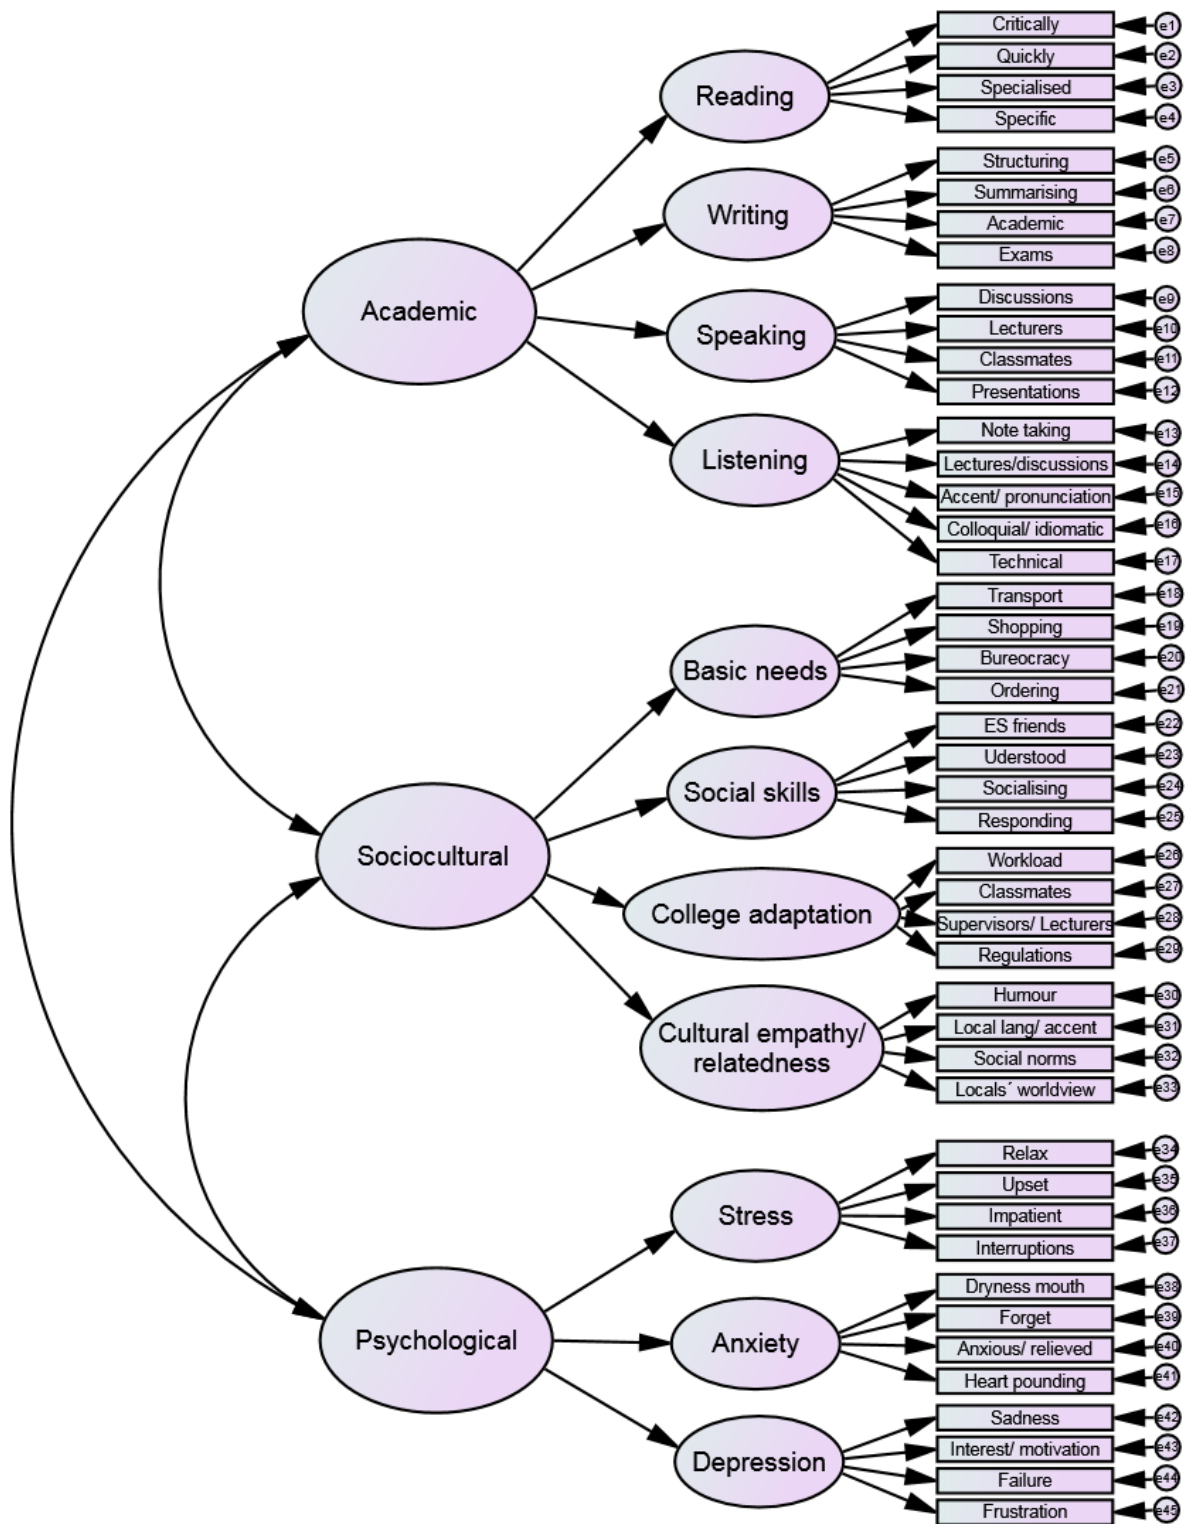 Critically
e1
Quickly
e2
Reading
Specialised
e3
Specific
e4
Structuring
e5
Summarising
e6
Writing
Academic
e7
Exams
e8
Academic
Discussions
e9
Lecturers
e10
Speaking
Classmates
e11
Presentations
e12
Note taking
e13
Listening
Lectures/discussions
e14
Accent/ pronunciation
e15
Colloquial/ idiomatic
e16
Technical
e17
Transport
e18
Shopping
e19
Basic needs
Bureocracy
e20
Ordering
e21
ES friends
e22
Uderstood
e23
Social skills
Socialising
e24
Responding
e25
Sociocultural
Workload
e26
Classmates
e27
College adaptation
Supervisors/ Lecturers
e28
Regulations
e29
Humour
e30
Cultural empathy/
relatedness
Local lang/ accent
e31
Social norms
e32
Locals´ worldview
e33
Relax
e34
Upset
e35
Stress
Impatient
e36
Interruptions
e37
Psychological
Dryness mouth
e38
Forget
e39
Anxiety
Anxious/ relieved
e40
Heart pounding
e41
Sadness
e42
Interest/ motivation
e43
Depression
Failure
e44
Frustration
e45